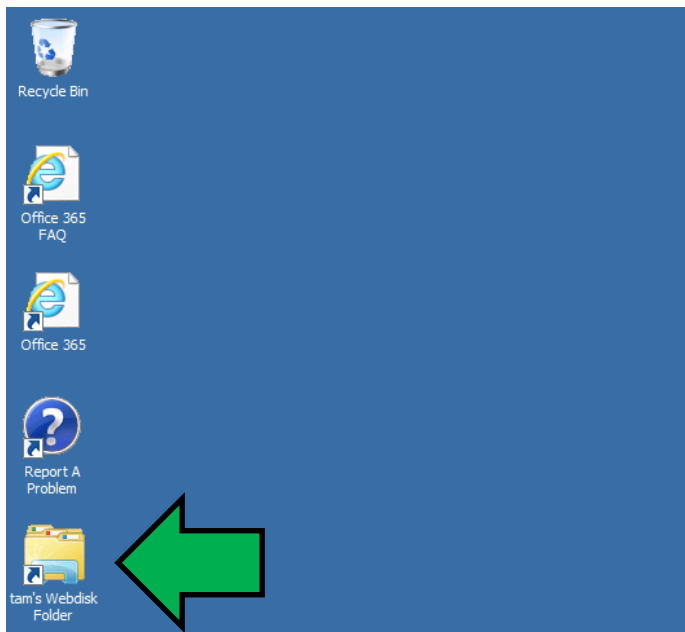 Recycle Bin
Office 365
FAQ
Office 365
Report A
Problem
tam's Webdisk
Folder